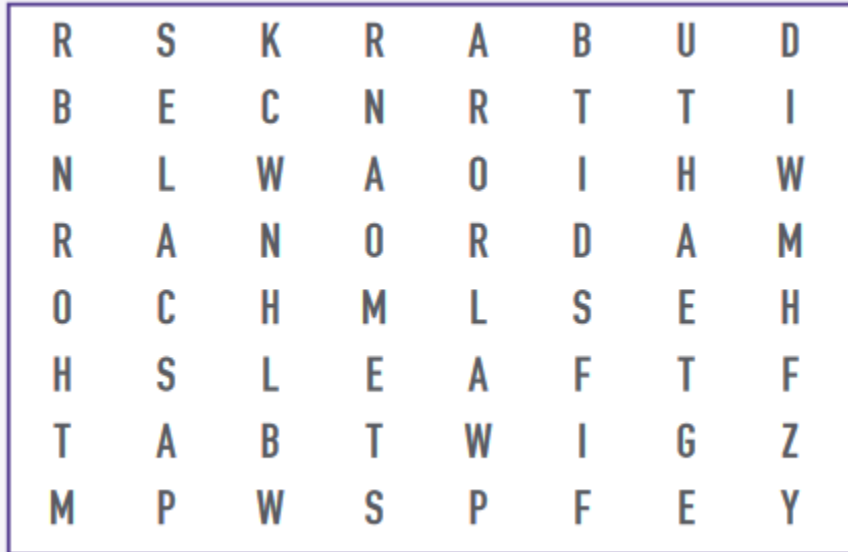 R S K R A B U D
B E C N R T T I
N L W A O I H W
R A N O R D A M
O C H M L S E H
H S L E A F T F
T A B T W I G Z
M P W S P F E Y